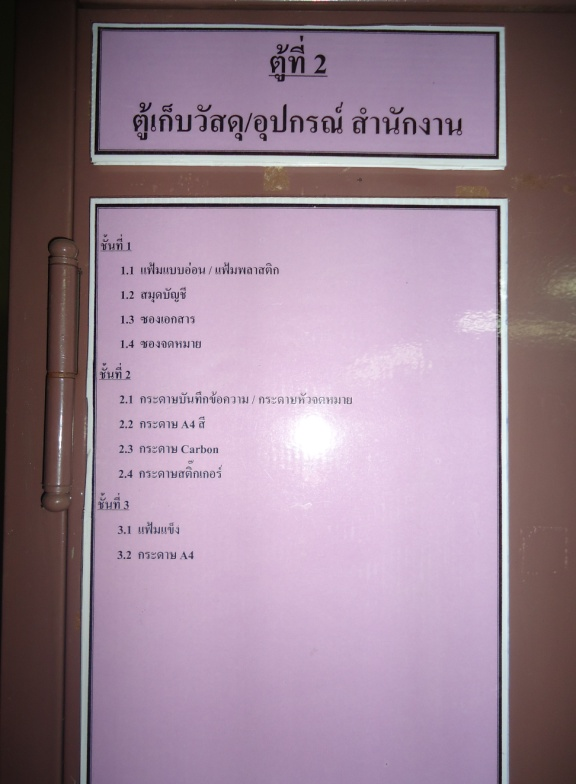 ตู้ที่ 2
ตู้เก็บวัสดุ/อุปกรณ์ สำนักงาน
ชั้นที่ 1
1.1 แฟ้มแบบอ่อน / แฟ้มพลาสติก
1.2 สมุดบัญชี
1.3 ซองเอกสาร
1.4 ซองจดหมาย
ชั้นที่ 2
2.1 กระดาษบันทึกข้อความ / กระดาษหัวจดหมาย
2.2 กระดาษ A4 สี
2.3 กระดาษ Carbon
2.4 กระดาษสติ๊กเกอร์
ชั้นที่ 3
3.1 แฟ้มแข็ง
3.2 กระดาษ A4